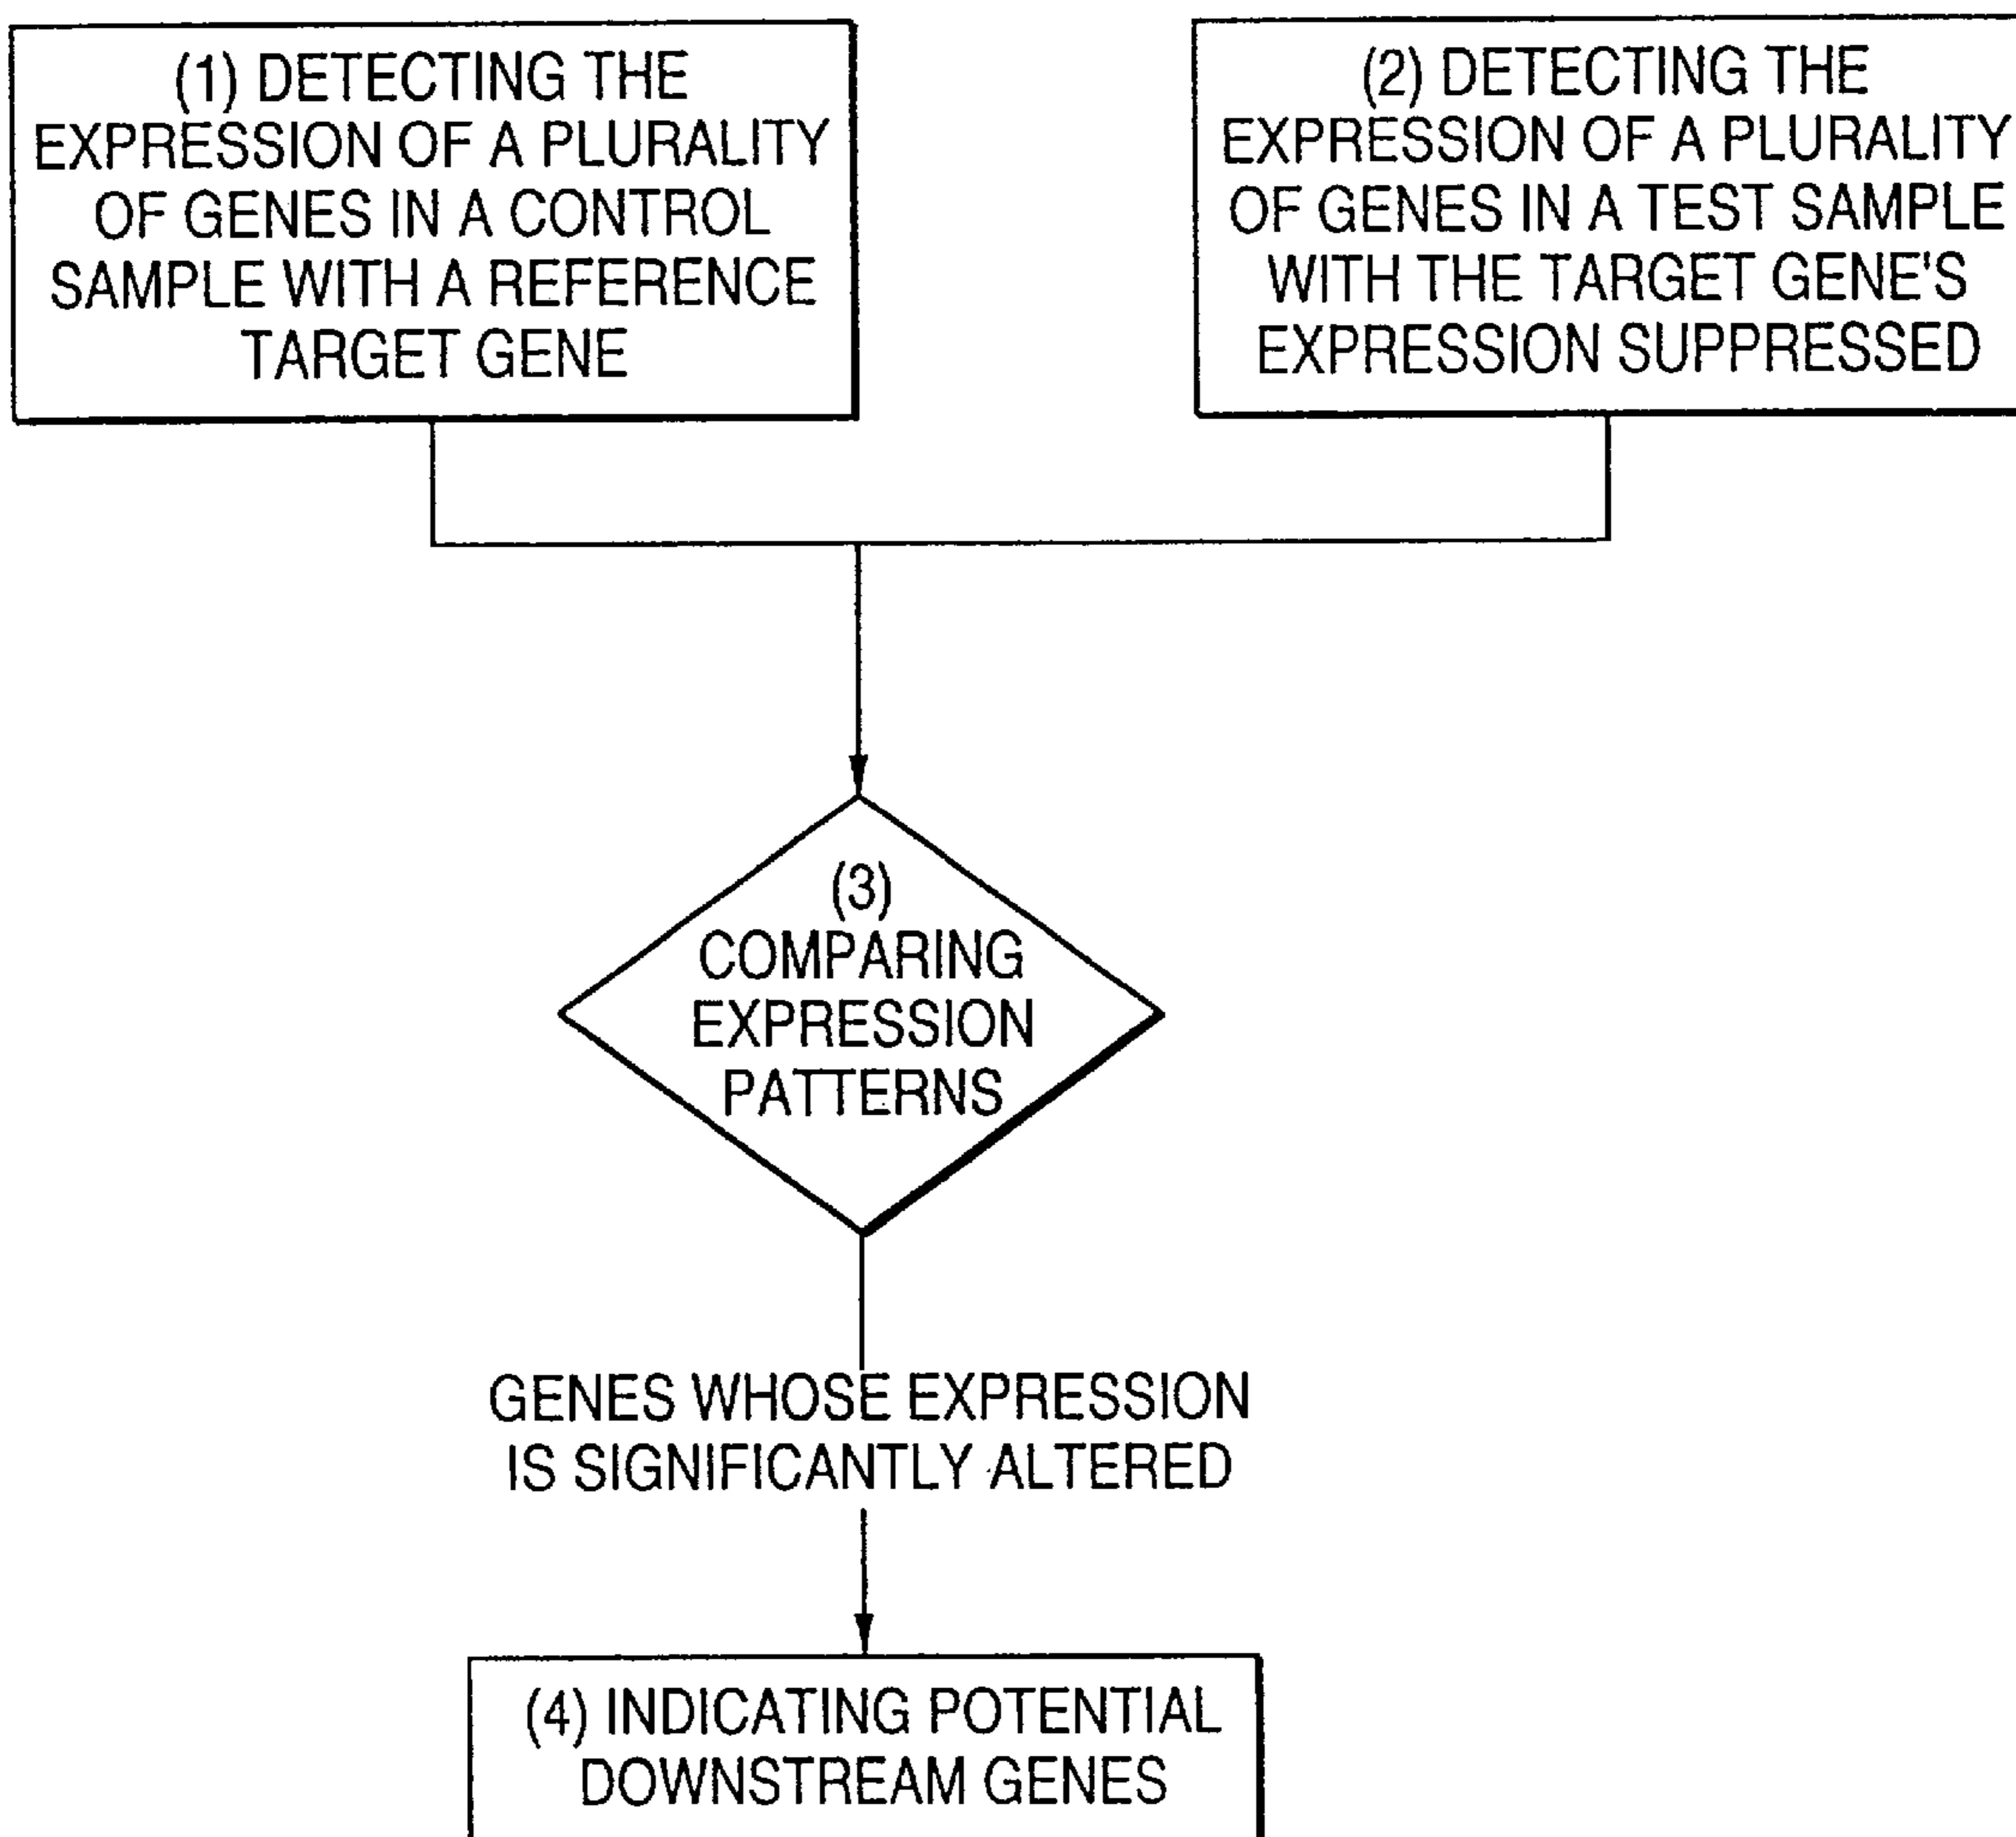 (1) DETECTING THE
EXPRESSION OF A PLURALITY
OF GENES IN A CONTROL
SAMPLE WITH A REFERENCE
TARGET GENE
(2) DETECTING THE
EXPRESSION OF A PLURALITY
OF GENES IN A TEST SAMPLE
WITH THE TARGET GENE'S
EXPRESSION SUPPRESSED
(3)
COMPARING
EXPRESSION
PATTERNS
GENES WHOSE EXPRESSION
IS SIGNIFICANTLY ALTERED
(4) INDICATING POTENTIAL
DOWNSTREAM GENES